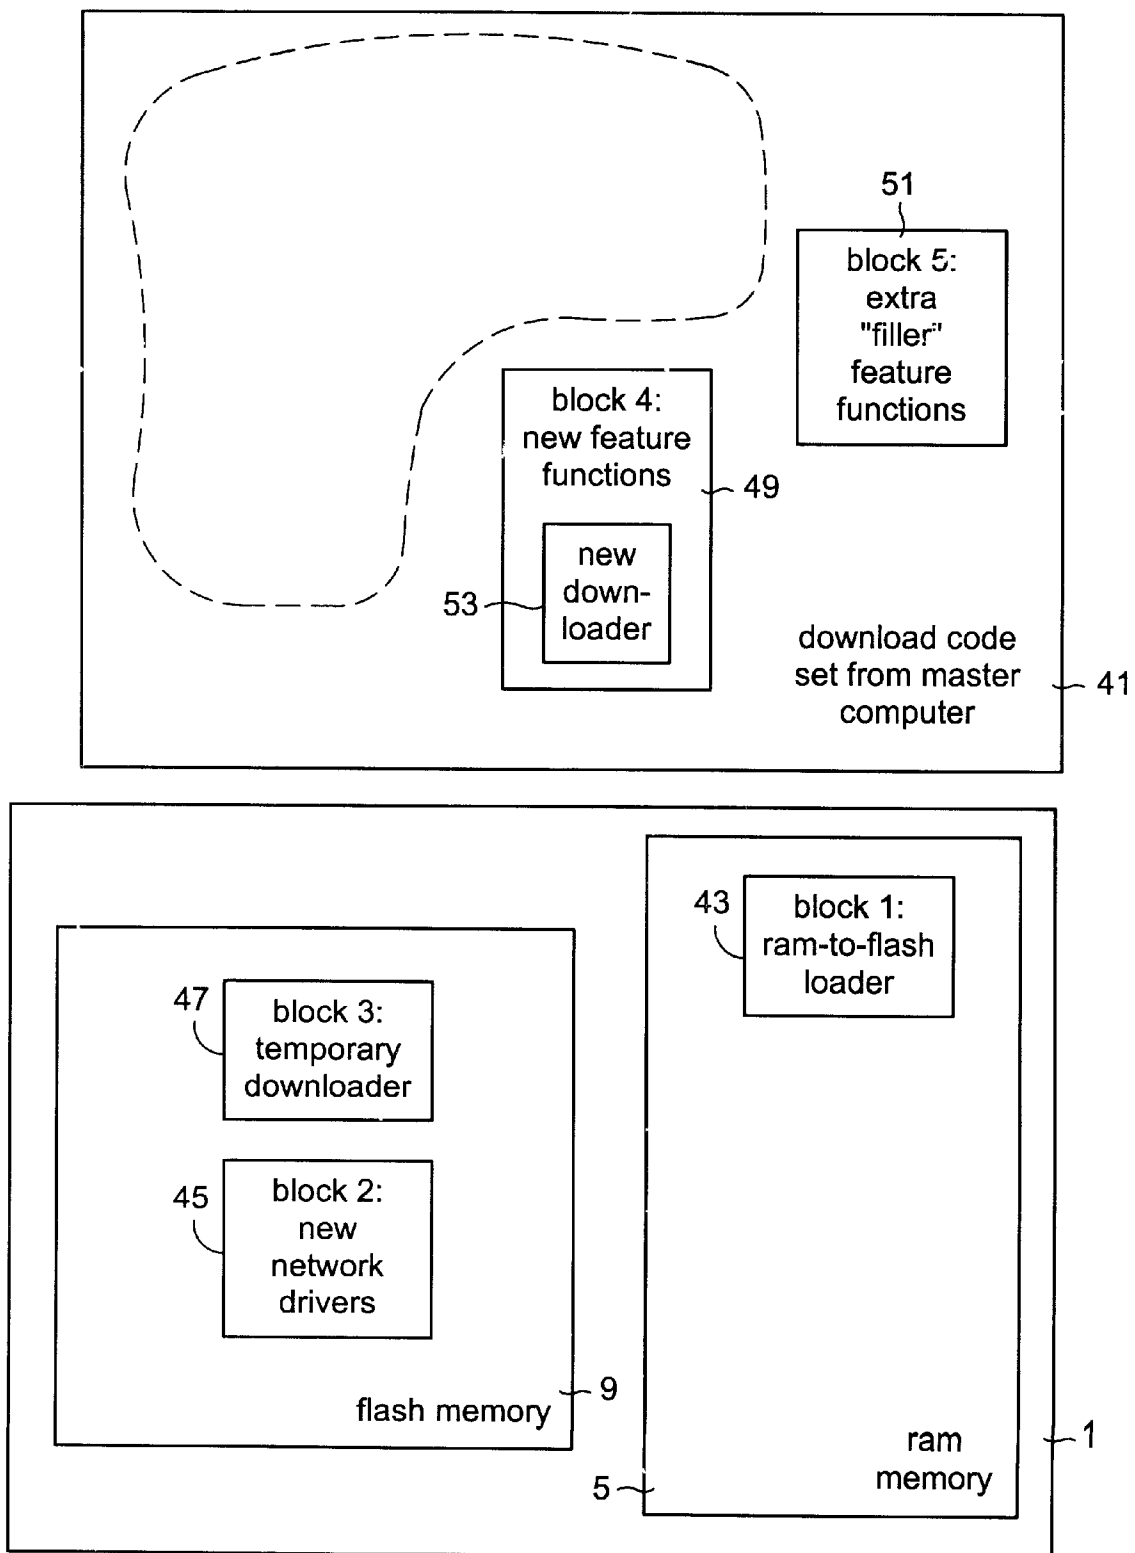 51
block 5:
extra
"filler"
feature
functions
block 4:
new feature
functions
49
new
down-
loader
53
download code
set from master
computer
41
43
block 1:
ram-to-flash
loader
47
block 3:
temporary
downloader
45
block 2:
new
network
drivers
9
flash memory
ram
memory
5
1